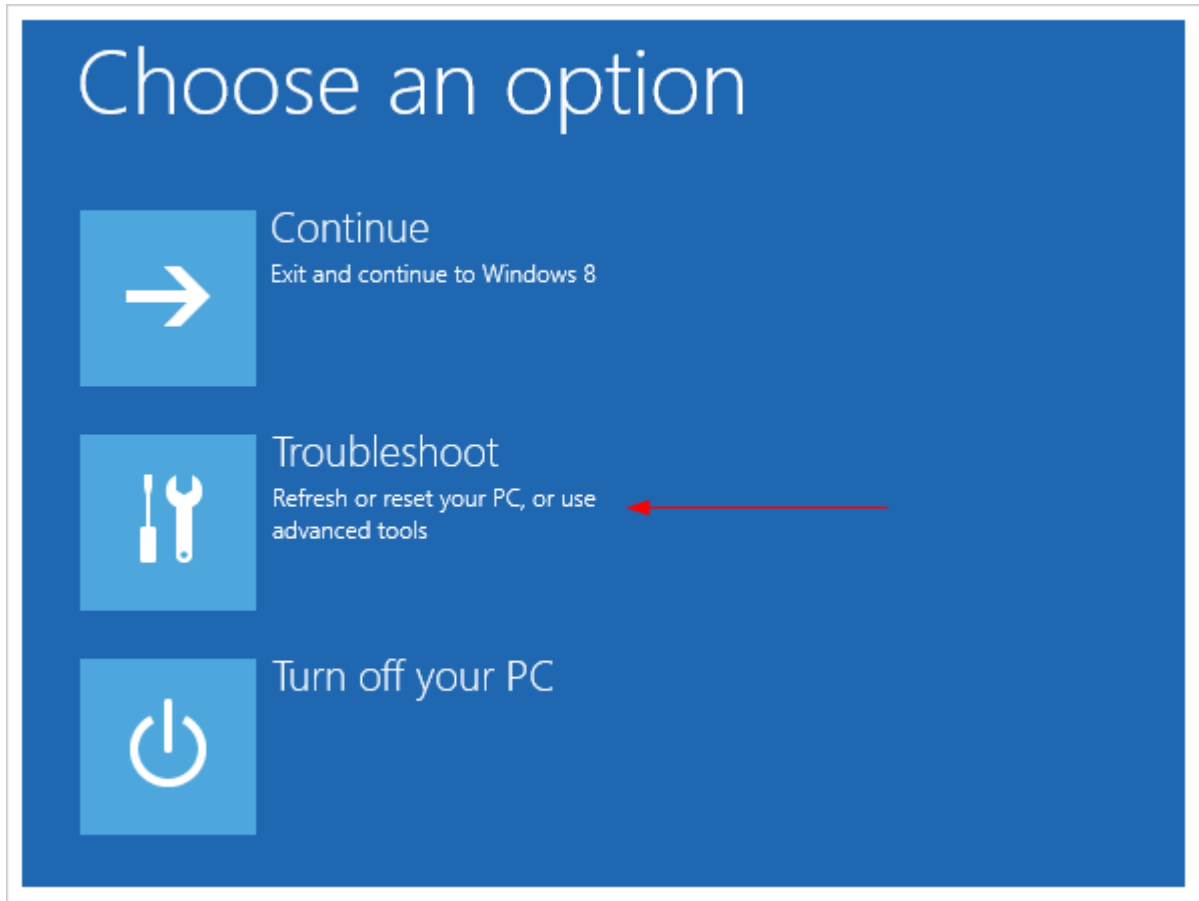 Choose an option
Continue
Exit and continue to Windows 8
Troubleshoot
Refresh or reset your PC, or use
advanced tools
Turn off your PC